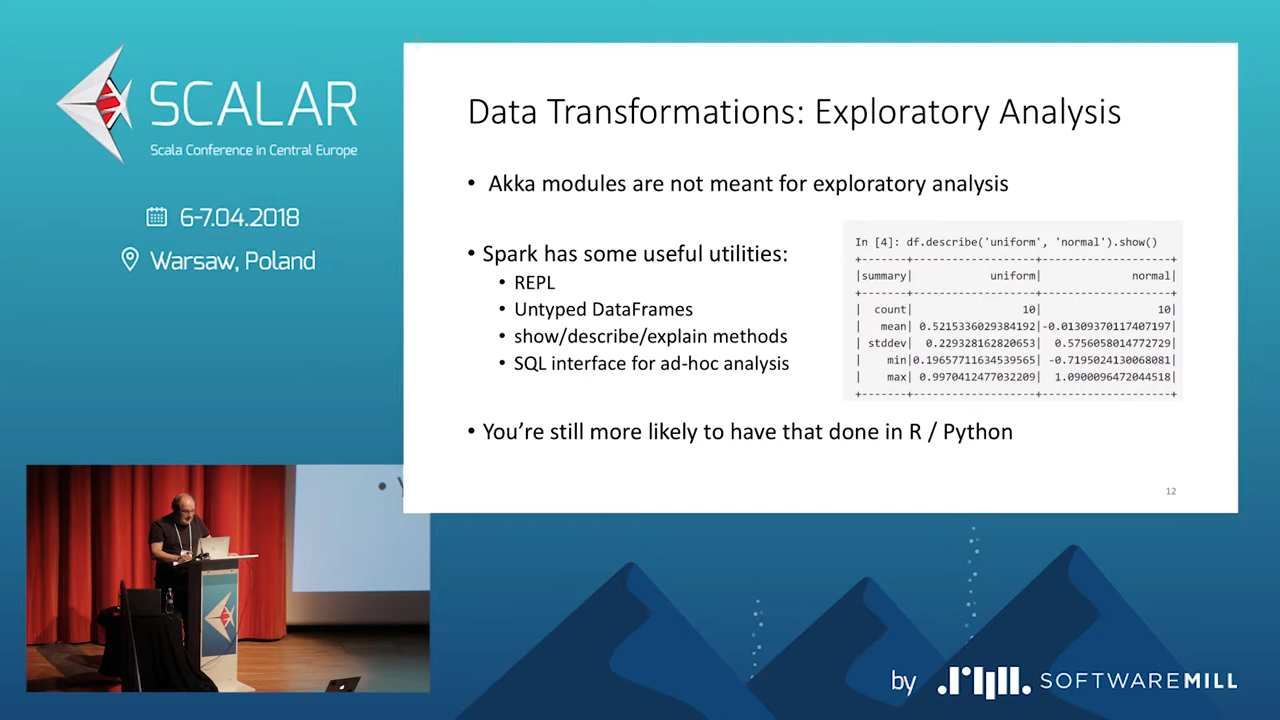 SCALAR
Scala Conference in Central Europe
6-7.04.2018
Warsaw, Poland
Data Transformations: Exploratory Analysis
• Akka modules are not meant for exploratory analysis
• Spark has some useful utilities:
• REPL
• Untyped DataFrames
• show/describe/explain methods
• SQL interface for ad-hoc analysis
In [4]: df.describe('uniform', 'normal').show()
+-------+------------------+--------------------+
|summary| uniform| normal|
+-------+------------------+--------------------+
| count| 10| 10|
| mean| 0.5215336029384192|-0.01309370117407197|
| stddev| 0.229328162820653| 0.5756058014772729|
| min|0.19657711634539565| -0.7195024130068081|
| max| 0.9970412477032209| 1.0900096472044518|
+-------+------------------+--------------------+
• You're still more likely to have that done in R / Python
12
by SOFTWAREMILL